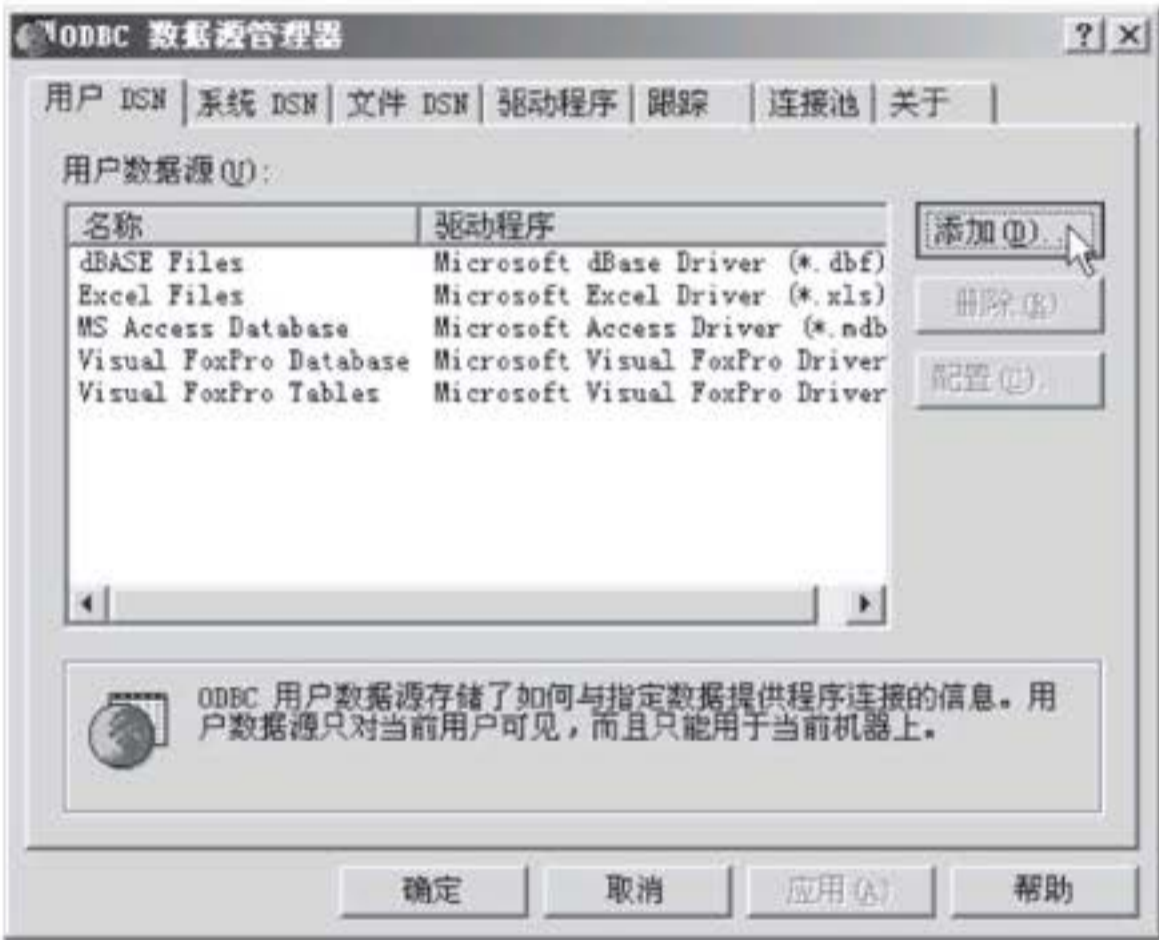 ODBC 数据源管理器
用户 DSN 系统 DSN 文件 DSN 驱动程序 跟踪 连接池 关于
用户数据源(U):
名称 驱动程序
dBASE Files Microsoft dBase Driver (*.dbf)
Excel Files Microsoft Excel Driver (*.xls)
MS Access Database Microsoft Access Driver (*.mdb
Visual FoxPro Database Microsoft Visual FoxPro Driver
Visual FoxPro Tables Microsoft Visual FoxPro Driver
添加(D)...
删除(R)
配置(C)...
ODBC 用户数据源存储了如何与指定数据提供程序连接的信息。用
户数据源只对当前用户可见，而且只能用于当前机器上。
确定 取消 应用(A) 帮助